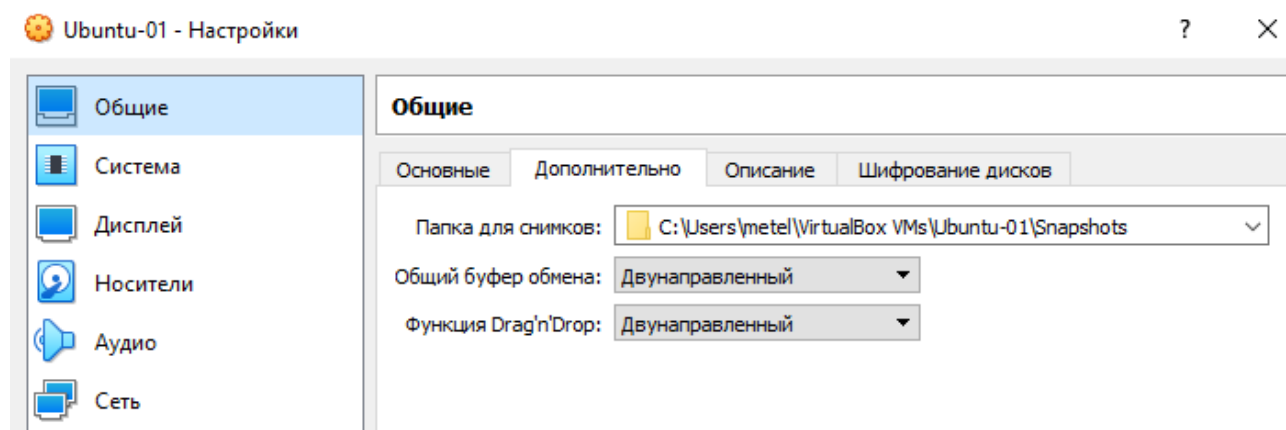 Ubuntu-01 - Настройки
?
Общие
Система
Дисплей
Носители
Аудио
Сеть
Общие
Основные Дополнительно Описание Шифрование дисков
Папка для снимков: C:\Users\metel\VirtualBox VMs\Ubuntu-01\Snapshots
Общий буфер обмена: Двунаправленный
Функция Drag'n'Drop: Двунаправленный